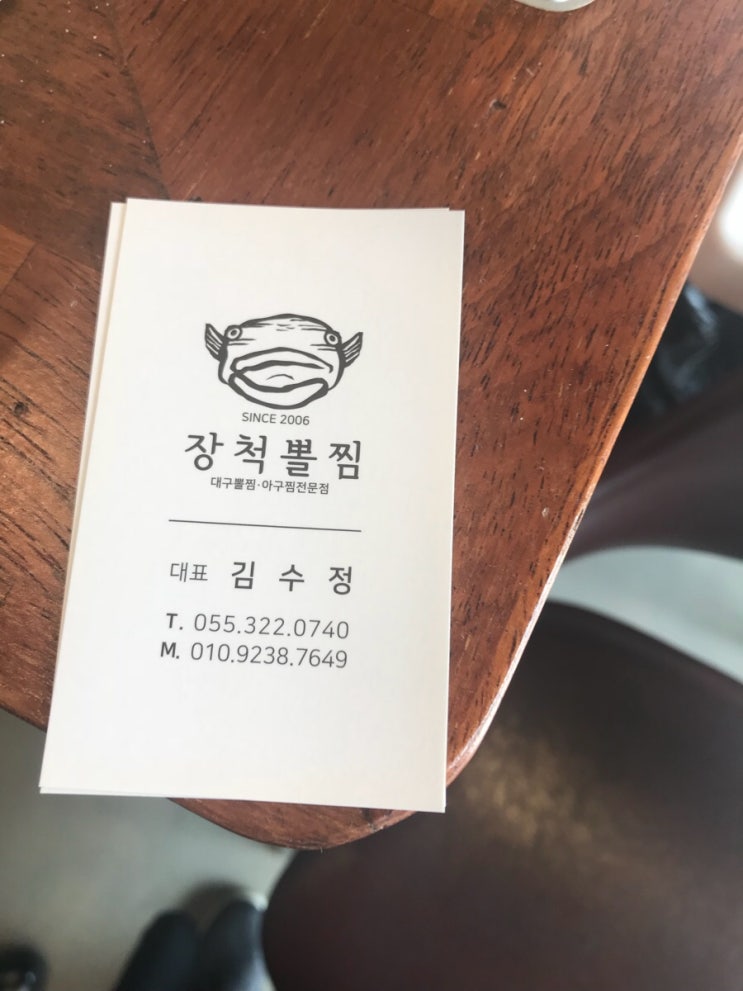 SINCE 2006
장척뽈찜
대구뽈찜·아구찜전문점
대표 김수정
T. 055.322.0740
M. 010.9238.7649